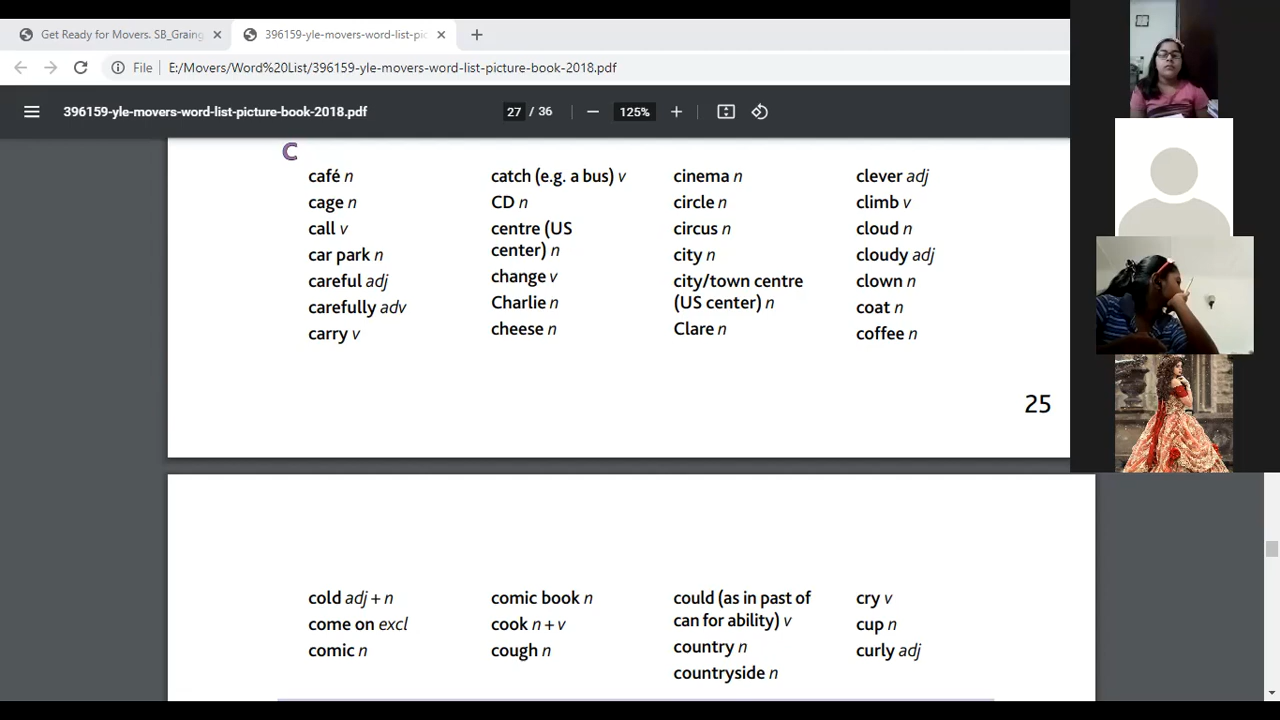 Get Ready for Movers. SB_Graing
396159-yle-movers-word-list-pic
File E:/Movers/Word%20List/396159-yle-movers-word-list-picture-book-2018.pdf
396159-yle-movers-word-list-picture-book-2018.pdf 27 / 36 125%
C
café n
cage n
call v
car park n
careful adj
carefully adv
carry v
catch (e.g. a bus) v
CD n
centre (US
center) n
change v
Charlie n
cheese n
cinema n
circle n
circus n
city n
city/town centre
(US center) n
Clare n
clever adj
climb v
cloud n
cloudy adj
clown n
coat n
coffee n
25
cold adj + n
come on excl
comic n
comic book n
cook n + v
cough n
could (as in past of
can for ability) v
country n
countryside n
cry v
cup n
curly adj